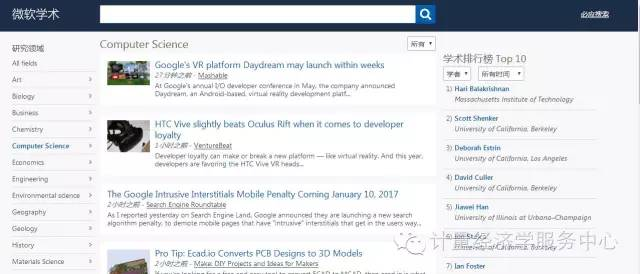 微软学术
必应搜索
研究领域
All fields
Art
Biology
Business
Chemistry
Computer Science
Economics
Engineering
Environmental science
Geography
Geology
History
Materials Science
Computer Science
所有
Google's VR platform Daydream may launch within weeks
27分钟之前 - Mashable
At Google's annual I/O developer conference in May, the company announced
Daydream, an Android-based, virtual reality development platf...
HTC Vive slightly beats Oculus Rift when it comes to developer
loyalty
1小时之前 - VentureBeat
Developer loyalty can make or break a new platform — like virtual reality. And this year,
developers are favoring the HTC Vive VR heads...
The Google Intrusive Interstitials Mobile Penalty Coming January 10, 2017
2小时之前 - Search Engine Roundtable
As I reported yesterday on Search Engine Land, Google announced they are launching a new search
algorithm penalty, to demote mobile pages that have "intrusive" interstitials that get in the users way...
Pro Tip: Ecad.io Converts PCB Designs to 3D Models
2小时之前 - Make: DIY Projects and Ideas for Makers
学术排行榜 Top 10
学者
所有时间
1) Hari Balakrishnan
Massachusetts Institute of Technology
2) Scott Shenker
University of California, Berkeley
3) Deborah Estrin
University of California, Los Angeles
4) David Culler
University of California, Berkeley
5) Jiawei Han
University of Illinois at Urbana–Champaign
6) Ion Stoica
7) Ian Foster
计量经济学服务中心